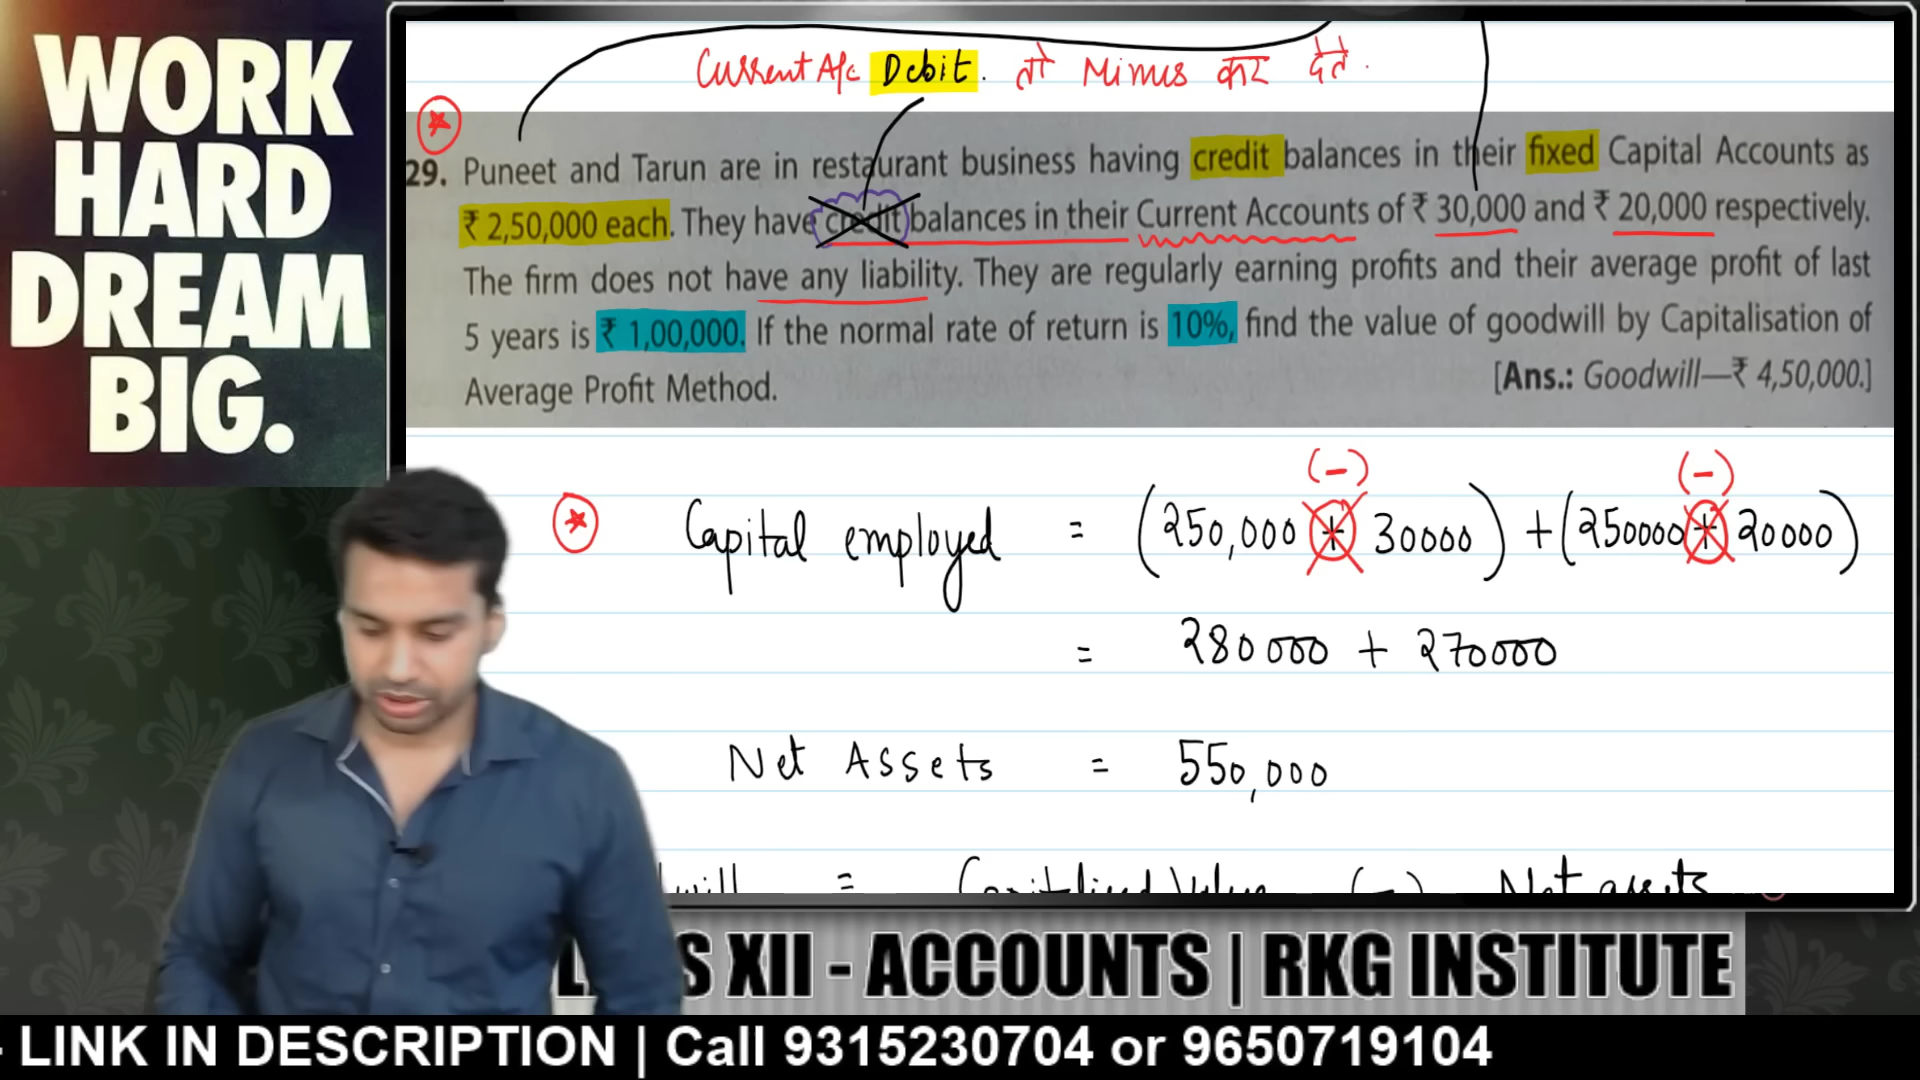 WORK
HARD
DREAM
BIG.
Current A/c Debit. तो Minus कर देंते.
29. Puneet and Tarun are in restaurant business having credit balances in their fixed Capital Accounts as
₹ 2,50,000 each. They have credit balances in their Current Accounts of ₹ 30,000 and ₹ 20,000 respectively.
The firm does not have any liability. They are regularly earning profits and their average profit of last
5 years is ₹ 1,00,000. If the normal rate of return is 10%, find the value of goodwill by Capitalisation of
Average Profit Method.
[Ans.: Goodwill—₹ 4,50,000.]
(-) (-)
Capital employed = (250,000 + 30000) + (250000 + 20000)
= 280000 + 270000
Net Assets = 550,000
will = Capitalised Value (-) Net assets
S XII - ACCOUNTS | RKG INSTITUTE
- LINK IN DESCRIPTION | Call 9315230704 or 9650719104